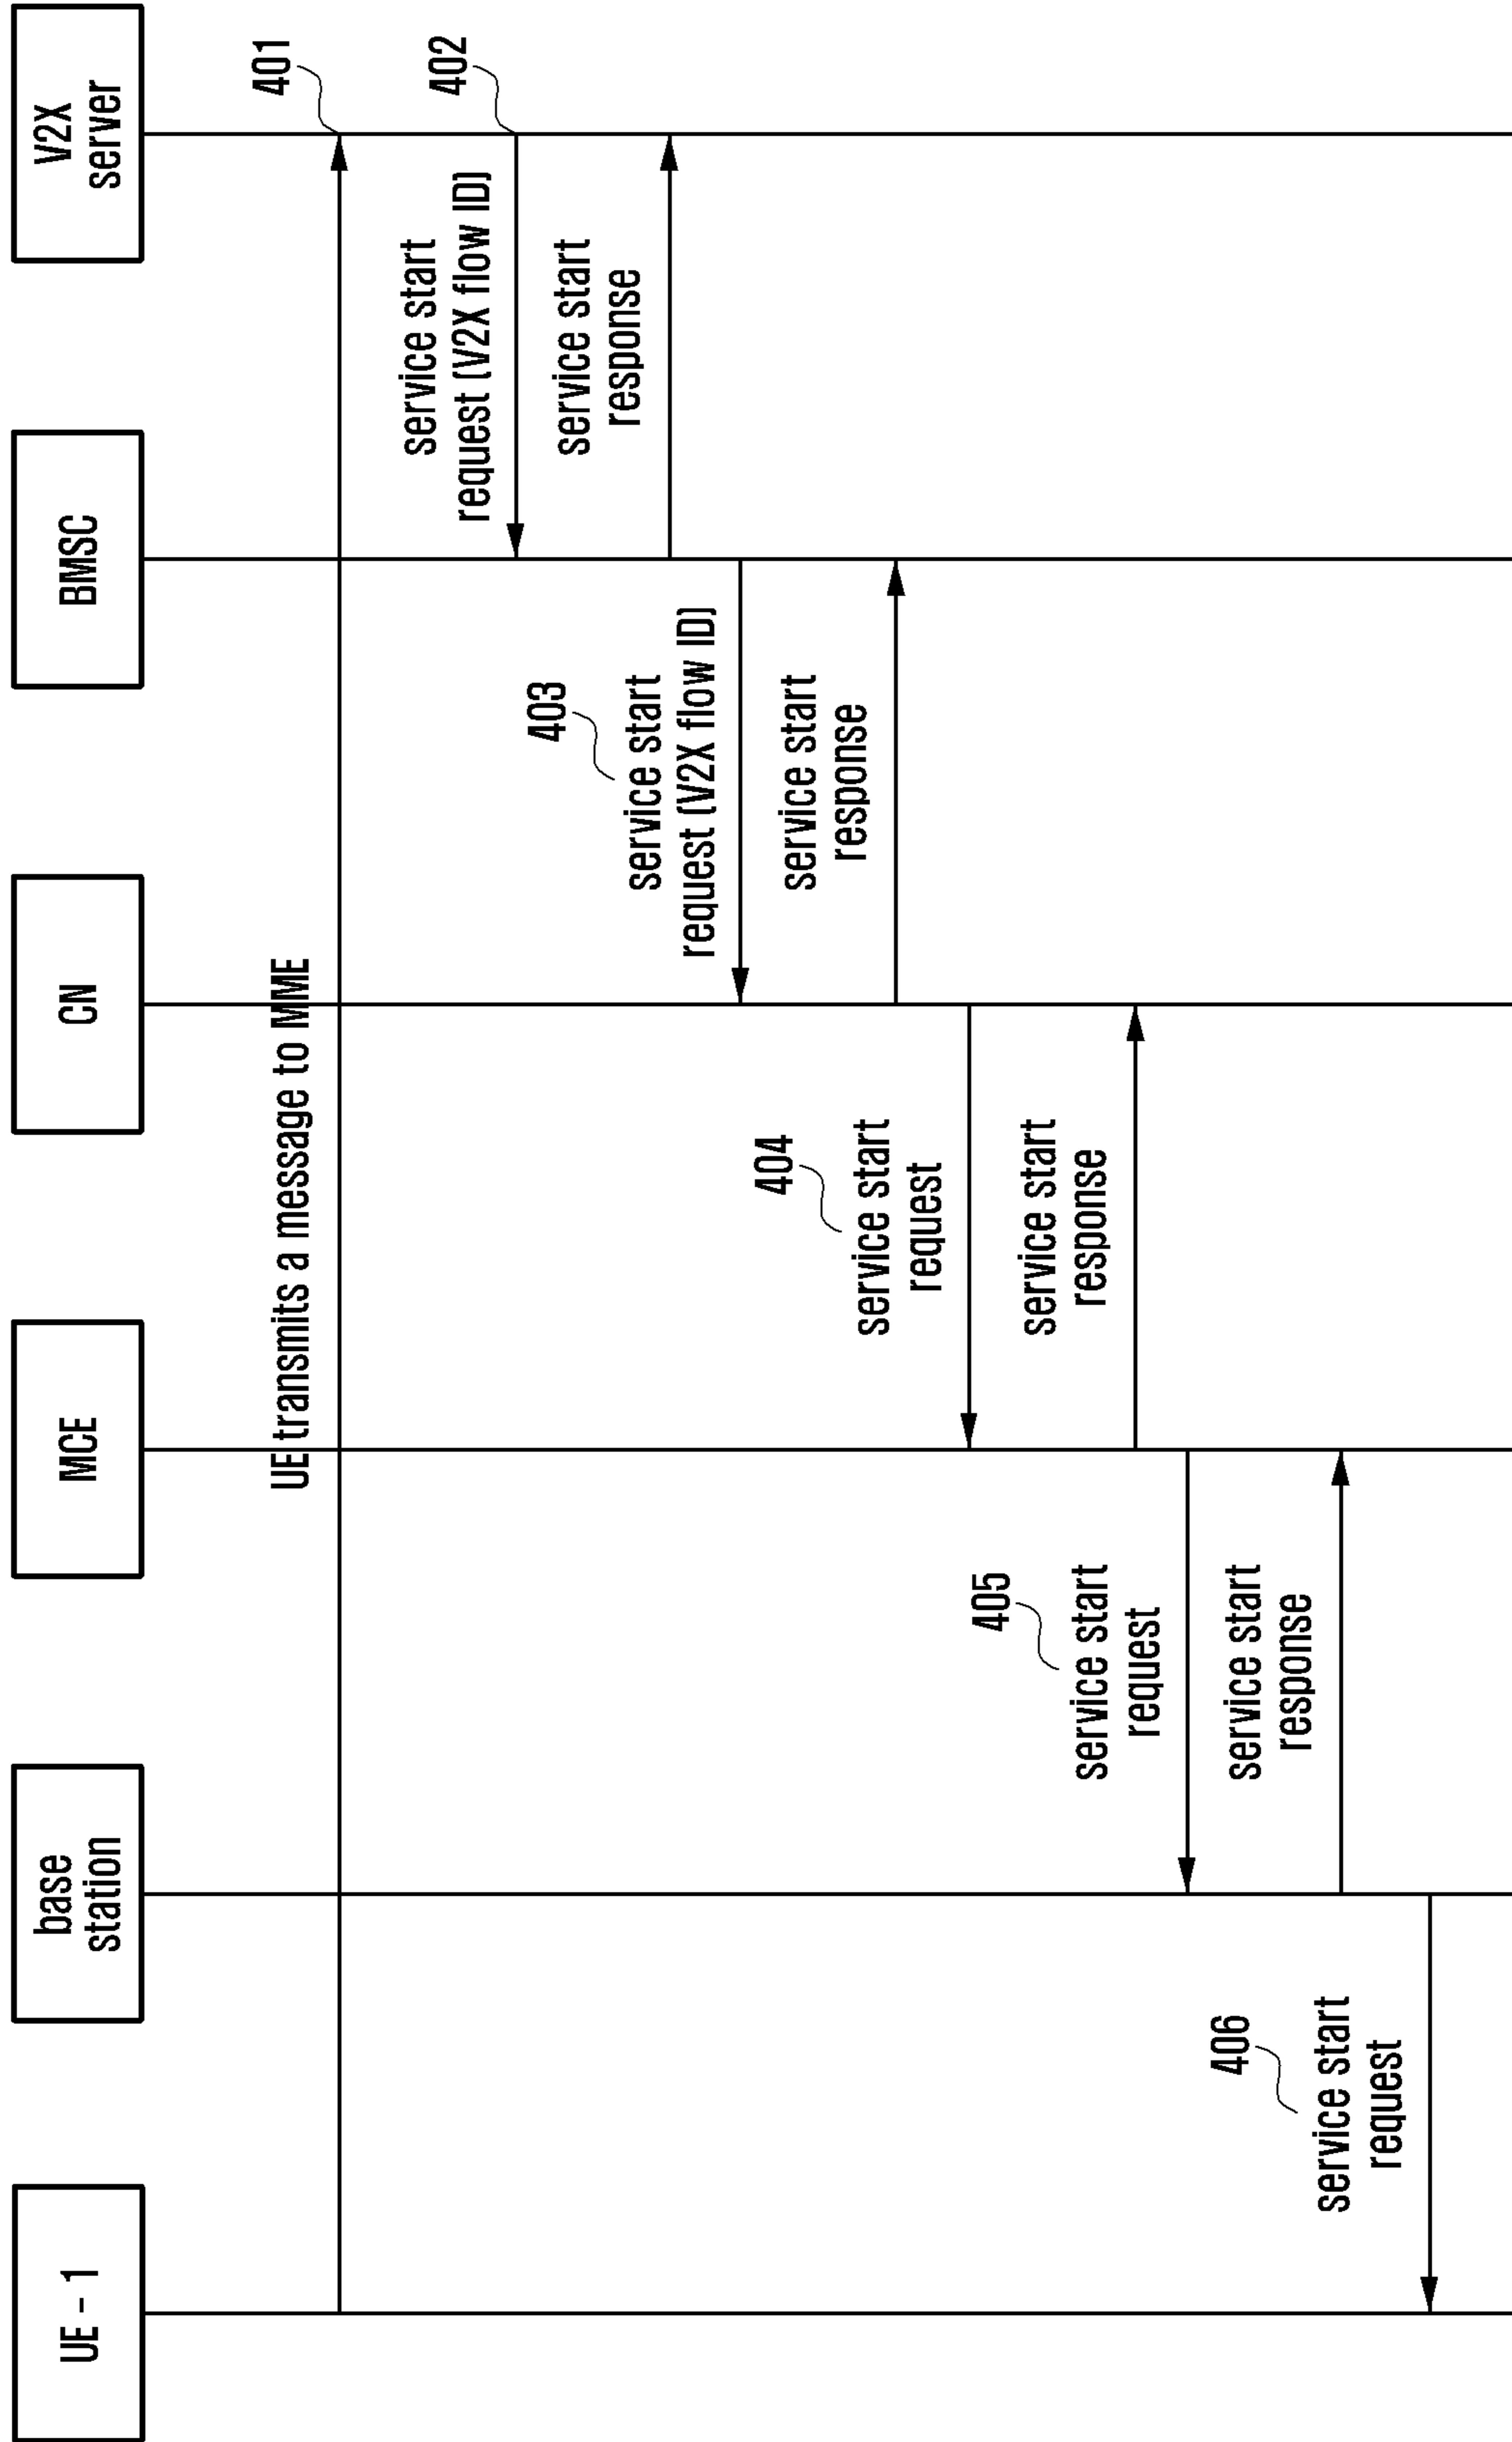 UE – 1
base
station
MCE
CN
BMSC
V2X
server
UE transmits a message to MME
401
service start
request (V2X flow ID)
402
service start
response
403
service start
request (V2X flow ID)
service start
response
404
service start
request
service start
response
405
service start
request
service start
response
406
service start
request